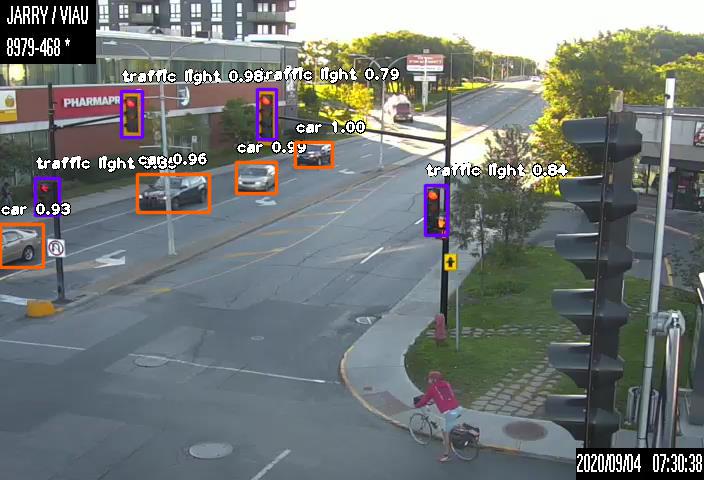 JARRY / VIAU
8979-468 *
traffic light 0.98
traffic light 0.79
PHARMAPR
car 1.00
car 0.99
car 0.96
traffic light
car 0.93
traffic light 0.84
2020/09/04 07:30:38